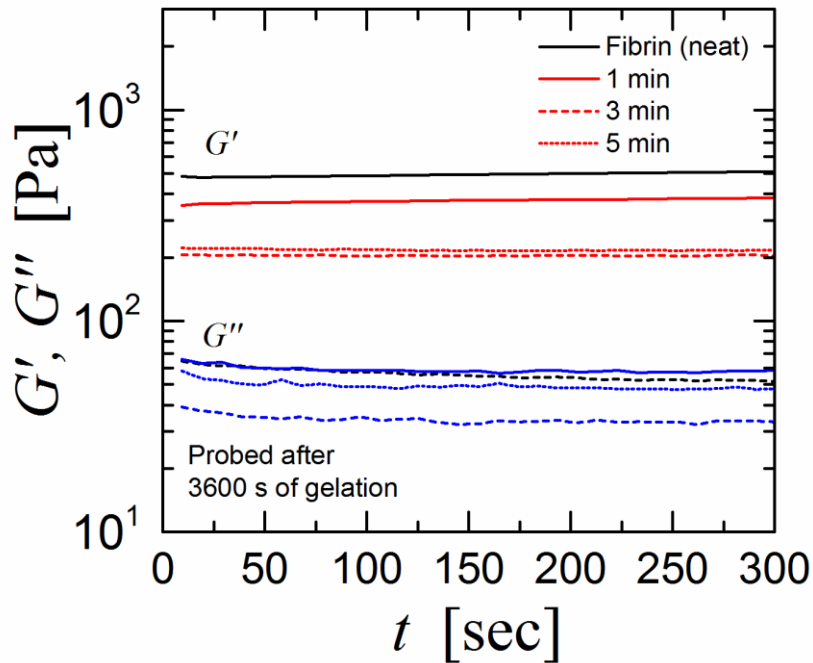 Fibrin (neat)
1 min
3 min
5 min
G′
G″
Probed after
3600 s of gelation
G′, G″ [Pa]
10³
10²
10¹
0 50 100 150 200 250 300
t [sec]